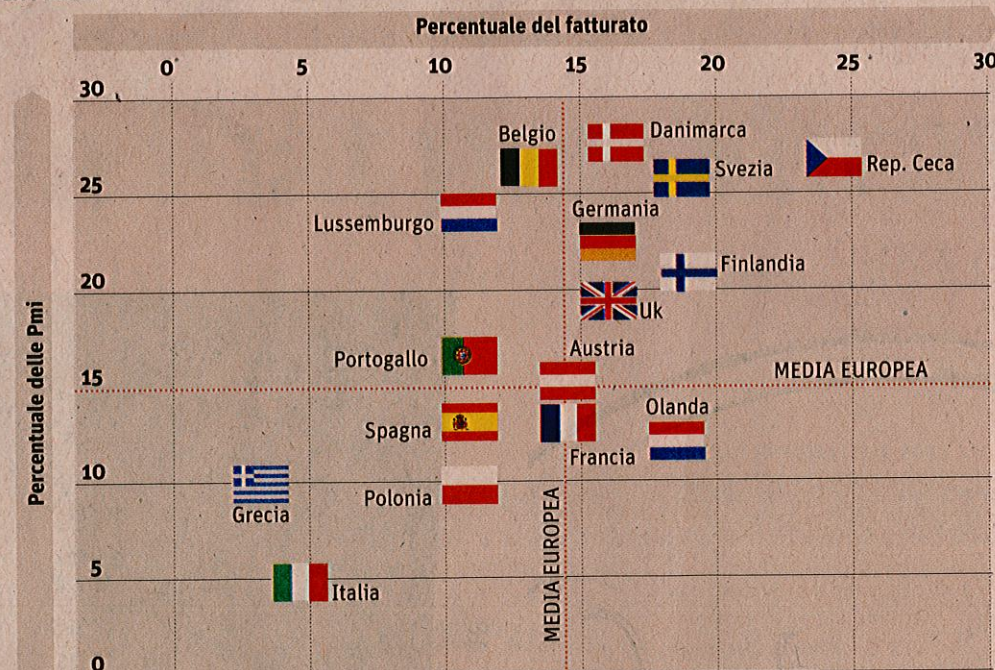 Percentuale del fatturato
0 5 10 15 20 25 30
30
Belgio
Danimarca
Svezia
Rep. Ceca
25
Lussemburgo
Germania
Finlandia
20
Uk
Portogallo
Austria
MEDIA EUROPEA
15
Olanda
Spagna
Francia
10
Polonia
Grecia
MEDIA EUROPEA
5
Italia
0
Percentuale delle Pmi